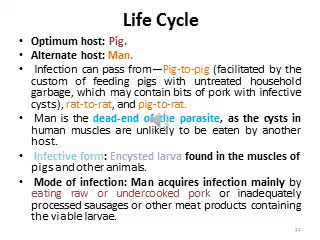 Life Cycle
• Optimum host: Pig.
• Alternate host: Man.
• Infection can pass from—Pig-to-pig (facilitated by the
custom of feeding pigs with untreated household
garbage, which may contain bits of pork with infective
cysts), rat-to-rat, and pig-to-rat.
• Man is the dead-end of the parasite, as the cysts in
human muscles are unlikely to be eaten by another
host.
• Infective form: Encysted larva found in the muscles of
pigs and other animals.
• Mode of infection: Man acquires infection mainly by
eating raw or undercooked pork or inadequately
processed sausages or other meat products containing
the viable larvae.